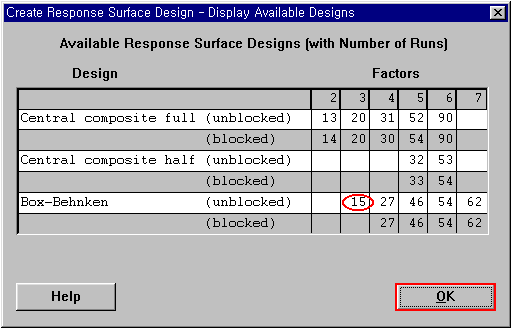 Create Response Surface Design - Display Available Designs
Available Response Surface Designs (with Number of Runs)
Design Factors
2 3 4 5 6 7
Central composite full (unblocked) 13 20 31 52 90
(blocked) 14 20 30 54 90
Central composite half (unblocked) 32 53
(blocked) 33 54
Box-Behnken (unblocked) 15 27 46 54 62
(blocked) 27 46 54 62
Help OK